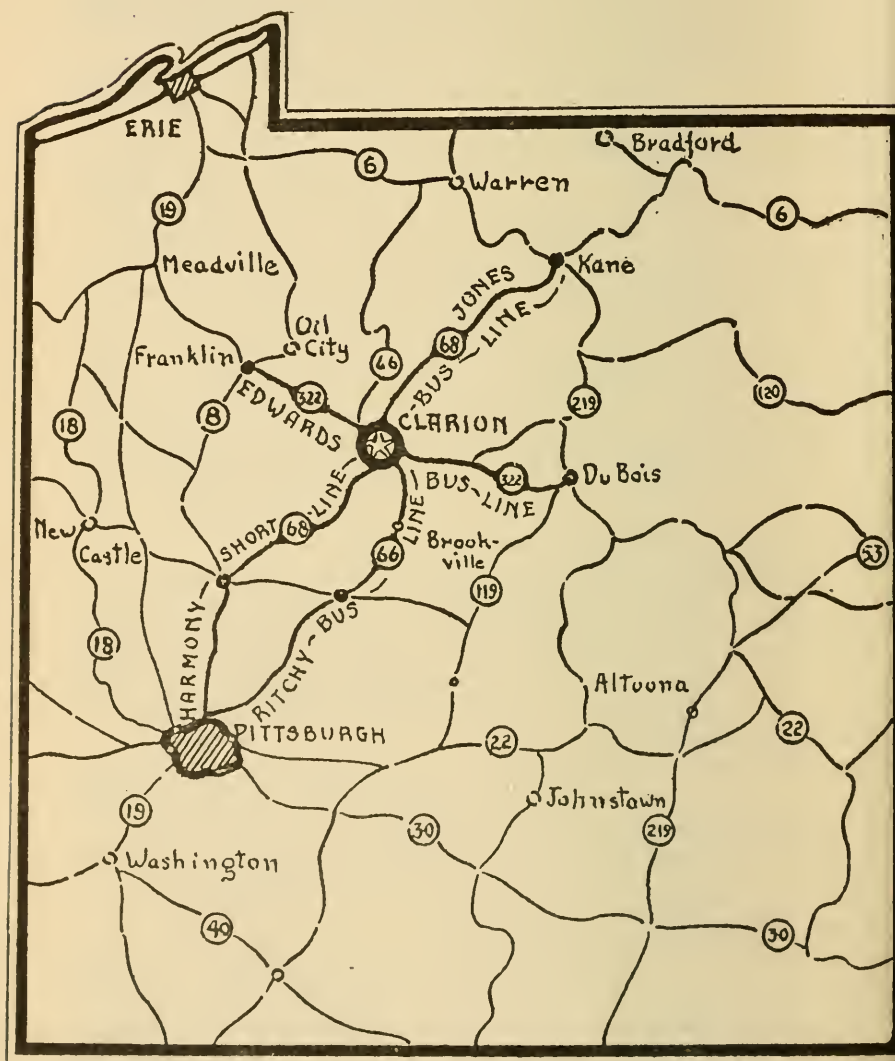 ERIE
Bradford
6
Warren
19
6
Meadville
Kane
JONES
BUS LINE
68
Oil
City
Franklin
66
322
EDWARDS
219
120
18
8
CLARION
322
BUS-LINE
DuBois
New
Castle
HARMONY-SHORT-LINE
68
66
Brook-
ville
53
119
RITCHY-BUS-LINE
18
Altoona
PITTSBURGH
22
22
Johnstown
19
30
219
Washington
40
30